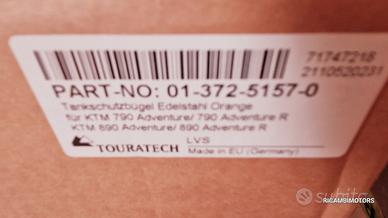 71747218
2110520231
PART-NO: 01-372-5157-0
Tankschutzbügel Edelstahl Orange
für KTM 790 Adventure/ 790 Adventure R
KTM 890 Adventure/ 890 Adventure R
LVS
TOURATECH
Made in EU (Germany)
subito
RICAMBIMOTORS